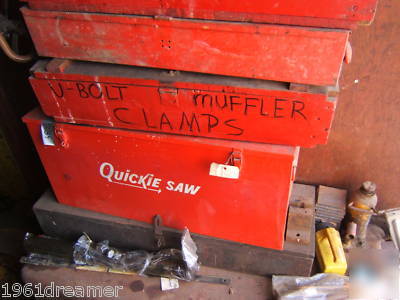 U-BOLT MUFFLER
CLAMPS
QUICKIE SAW
1961dreamer